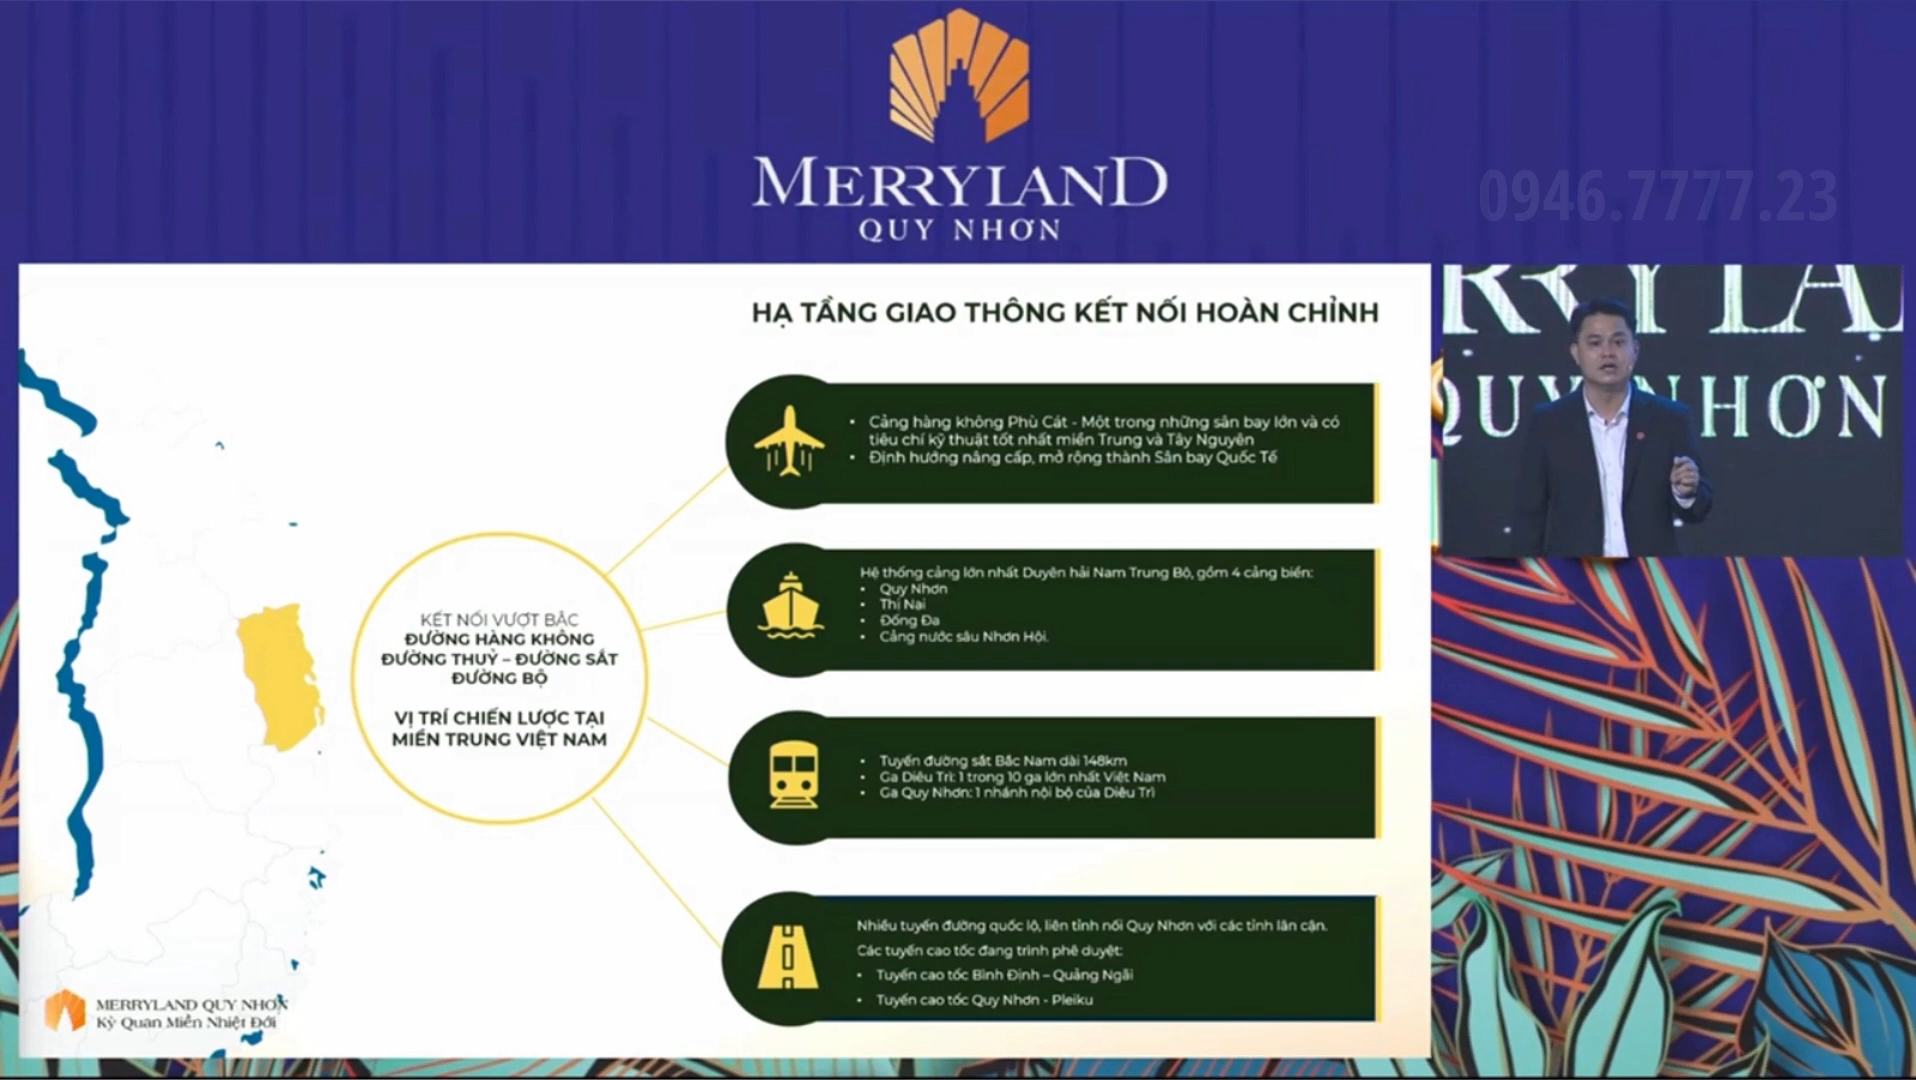 MERRYLAND
QUY NHƠN
0946.7777.23
HẠ TẦNG GIAO THÔNG KẾT NỐI HOÀN CHỈNH
• Cảng hàng không Phù Cát - Một trong những sân bay lớn và có
tiêu chí kỹ thuật tốt nhất miền Trung và Tây Nguyên
• Định hướng nâng cấp, mở rộng thành Sân bay Quốc Tế
Hệ thống cảng lớn nhất Duyên hải Nam Trung Bộ, gồm 4 cảng biển:
• Quy Nhơn
• Thị Nại
• Đống Đa
• Cảng nước sâu Nhơn Hội.
KẾT NỐI VƯỢT BẬC
ĐƯỜNG HÀNG KHÔNG
ĐƯỜNG THUỶ – ĐƯỜNG SẮT
ĐƯỜNG BỘ
VỊ TRÍ CHIẾN LƯỢC TẠI
MIỀN TRUNG VIỆT NAM
• Tuyến đường sắt Bắc Nam dài 148km
• Ga Diêu Trì: 1 trong 10 ga lớn nhất Việt Nam
• Ga Quy Nhơn: 1 nhánh nội bộ của Diêu Trì
Nhiều tuyến đường quốc lộ, liên tỉnh nối Quy Nhơn với các tỉnh lân cận.
Các tuyến cao tốc đang trình phê duyệt:
• Tuyến cao tốc Bình Định – Quảng Ngãi
• Tuyến cao tốc Quy Nhơn - Pleiku
MERRYLAND QUY NHƠN
Kỳ Quan Miền Nhiệt Đới
RRYLA
QUY NHƠN